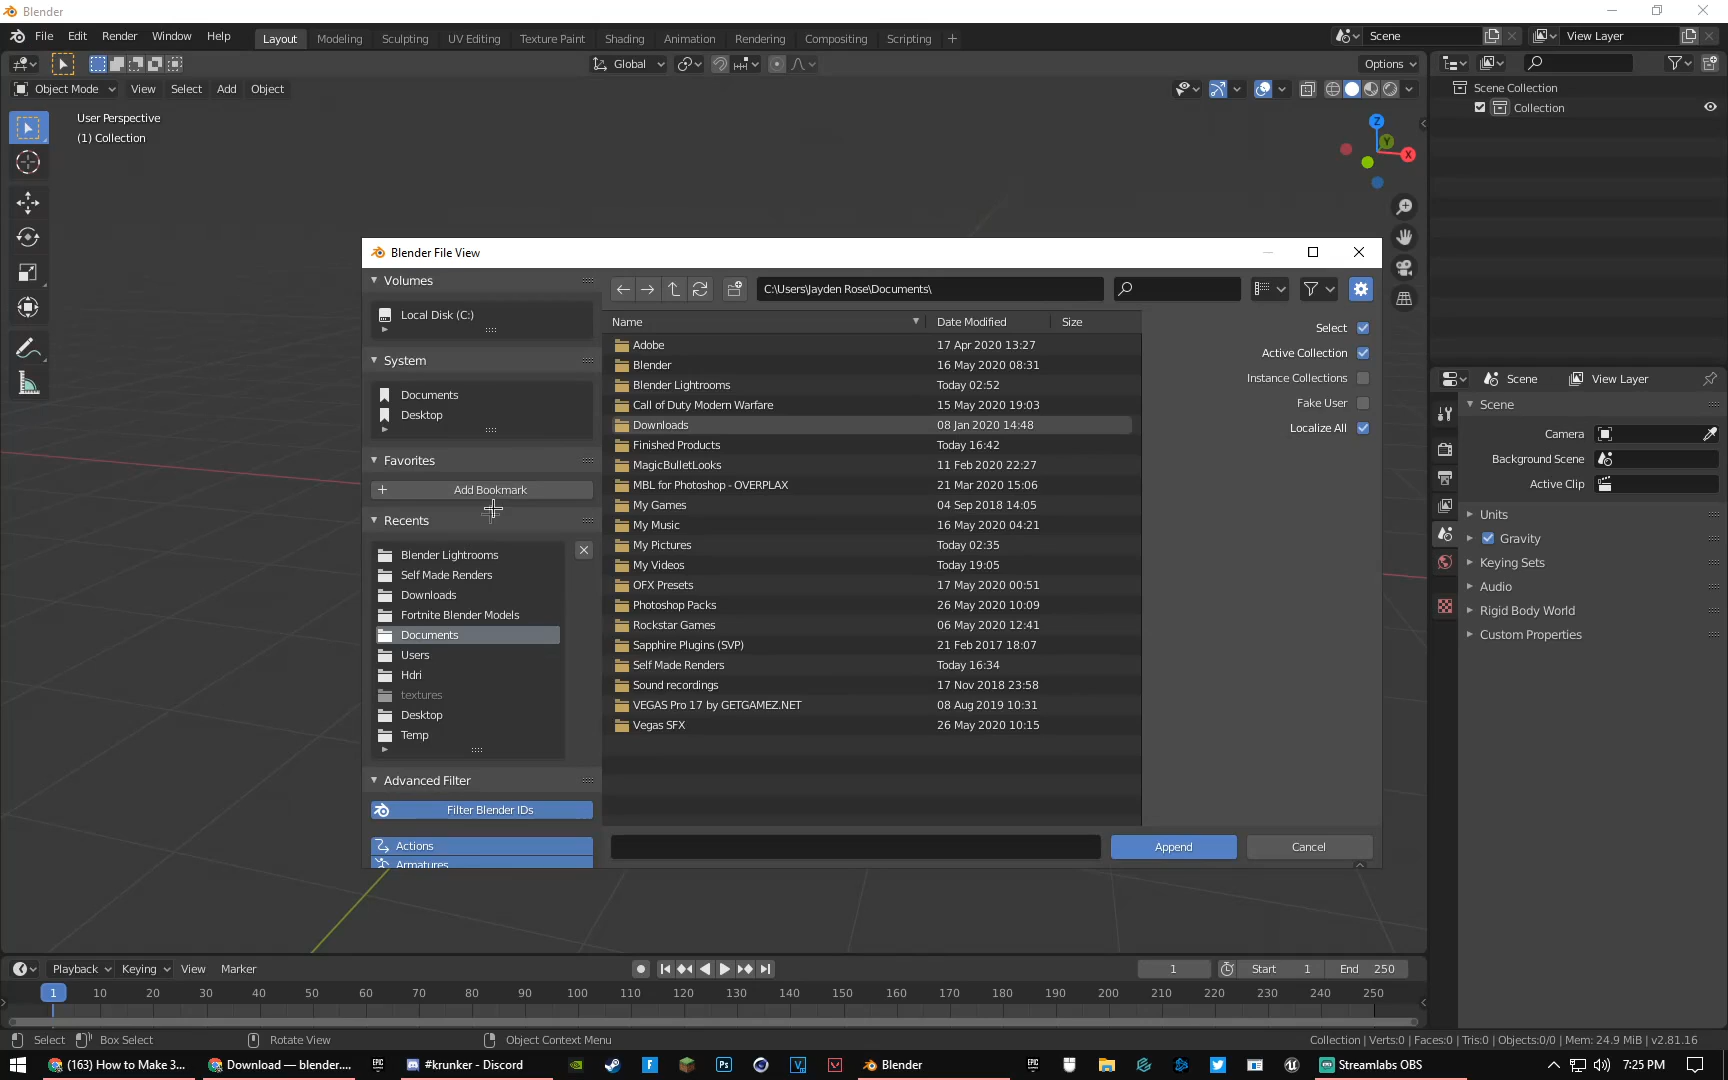 Blender
File Edit Render Window Help Layout Modeling Sculpting UV Editing Texture Paint Shading Animation Rendering Compositing Scripting Scene View Layer
Global Options
Object Mode View Select Add Object
User Perspective
(1) Collection
Z
Y
X
Scene Collection
Collection
Blender File View
Volumes
Local Disk (C:)
System
Documents
Desktop
Favorites
Add Bookmark
Recents
Blender Lightrooms
Self Made Renders
Downloads
Fortnite Blender Models
Documents
Users
Hdri
textures
Desktop
Temp
Advanced Filter
Filter Blender IDs
Actions
Armatures
C:\Users\Jayden Rose\Documents\
Name Date Modified Size
Adobe 17 Apr 2020 13:27
Blender 16 May 2020 08:31
Blender Lightrooms Today 02:52
Call of Duty Modern Warfare 15 May 2020 19:03
Downloads 08 Jan 2020 14:48
Finished Products Today 16:42
MagicBulletLooks 11 Feb 2020 22:27
MBL for Photoshop - OVERPLAX 21 Mar 2020 15:06
My Games 04 Sep 2018 14:05
My Music 16 May 2020 04:21
My Pictures Today 02:35
My Videos Today 19:05
OFX Presets 17 May 2020 00:51
Photoshop Packs 26 May 2020 10:09
Rockstar Games 06 May 2020 12:41
Sapphire Plugins (SVP) 21 Feb 2017 18:07
Self Made Renders Today 16:34
Sound recordings 17 Nov 2018 23:58
VEGAS Pro 17 by GETGAMEZ.NET 08 Aug 2019 10:31
Vegas SFX 26 May 2020 10:15
Select
Active Collection
Instance Collections
Fake User
Localize All
Append Cancel
Scene View Layer
Scene
Camera
Background Scene
Active Clip
Units
Gravity
Keying Sets
Audio
Rigid Body World
Custom Properties
Playback Keying View Marker 1 Start 1 End 250
1 10 20 30 40 50 60 70 80 90 100 110 120 130 140 150 160 170 180 190 200 210 220 230 240 250
Select Box Select Rotate View Object Context Menu Collection | Verts:0 | Faces:0 | Tris:0 | Objects:0/0 | Mem: 24.9 MiB | v2.81.16
(163) How to Make 3... Download — blender.... EPIC #krunker - Discord F Ps V Blender EPIC Streamlabs OBS 7:25 PM